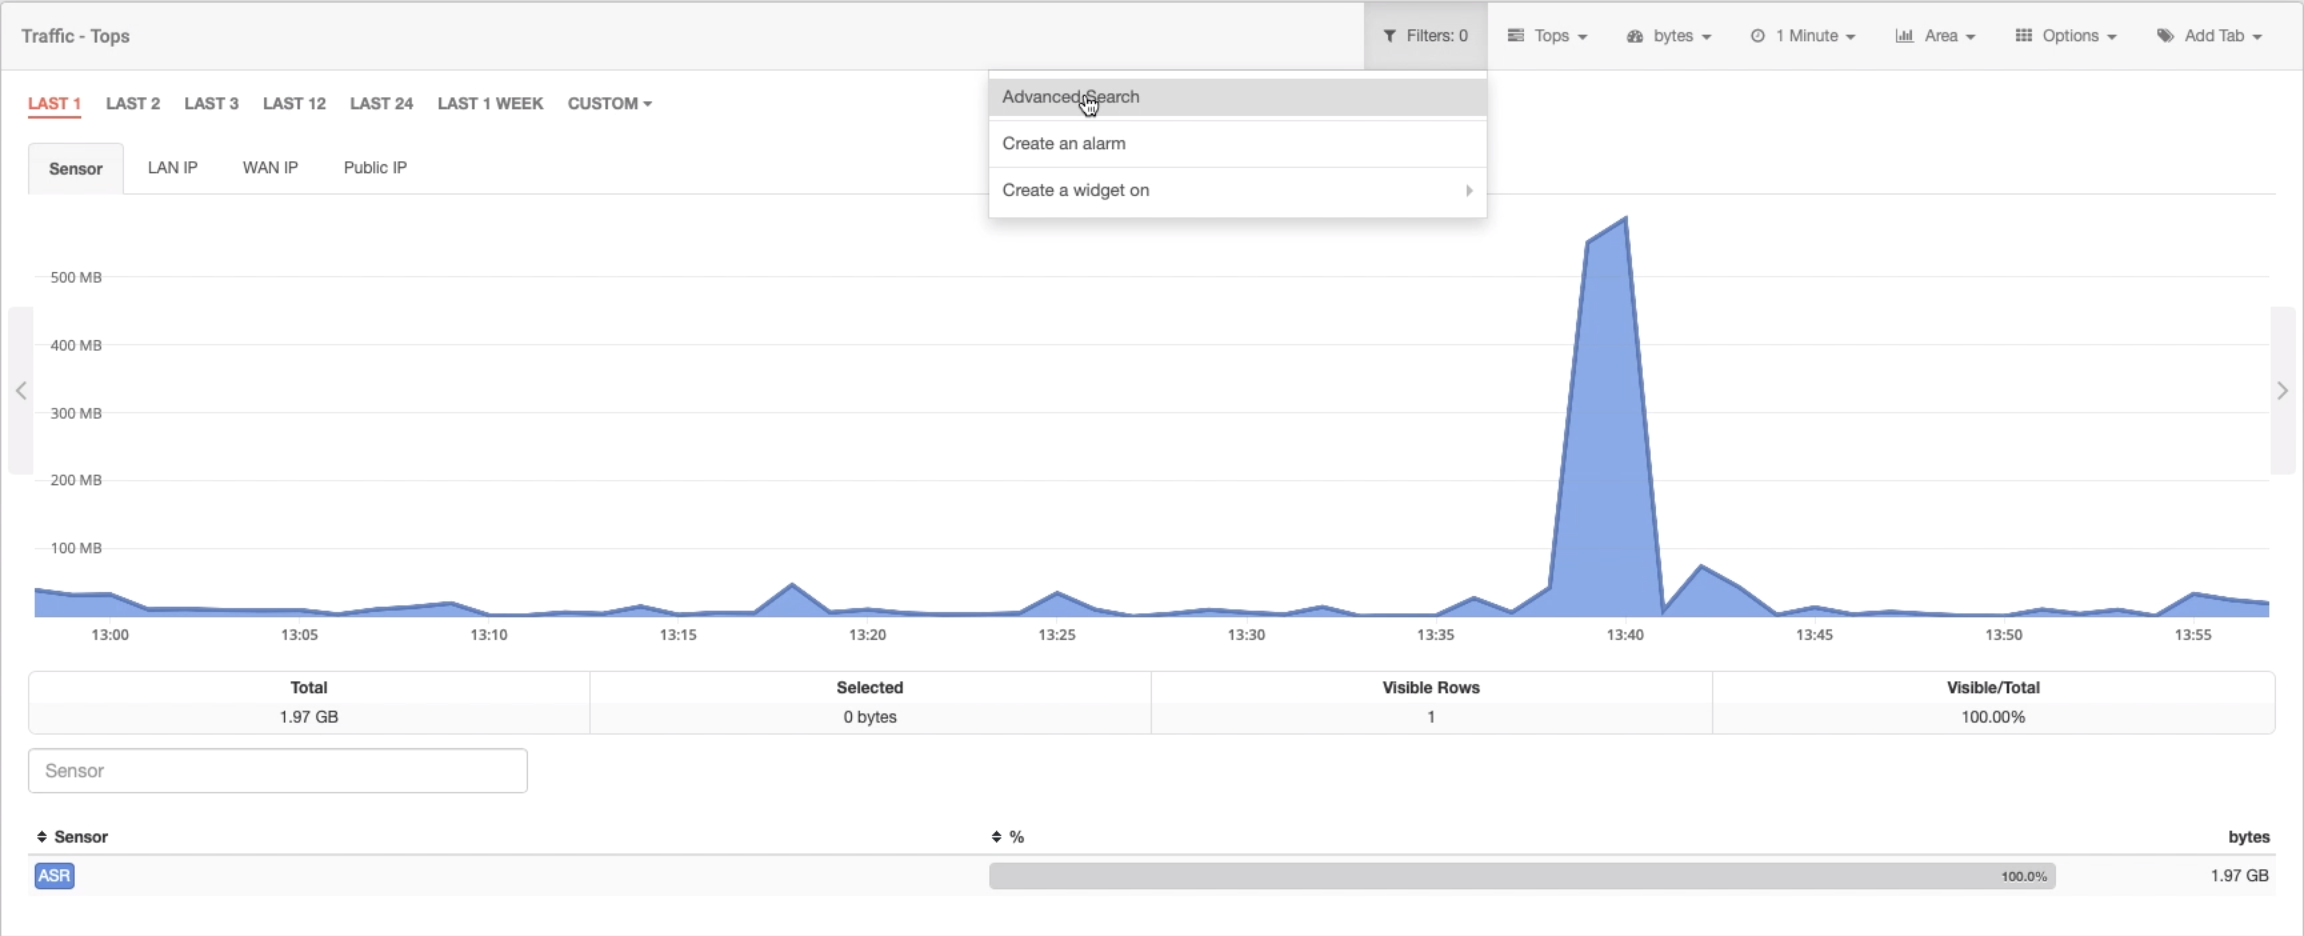 Traffic - Tops
Filters: 0
Tops
bytes
1 Minute
Area
Options
Add Tab
LAST 1
LAST 2
LAST 3
LAST 12
LAST 24
LAST 1 WEEK
CUSTOM
Advanced Search
Create an alarm
Create a widget on
Sensor
LAN IP
WAN IP
Public IP
500 MB
400 MB
300 MB
200 MB
100 MB
13:00
13:05
13:10
13:15
13:20
13:25
13:30
13:35
13:40
13:45
13:50
13:55
Total
Selected
Visible Rows
Visible/Total
1.97 GB
0 bytes
1
100.00%
Sensor
Sensor
%
bytes
ASR
100.0%
1.97 GB